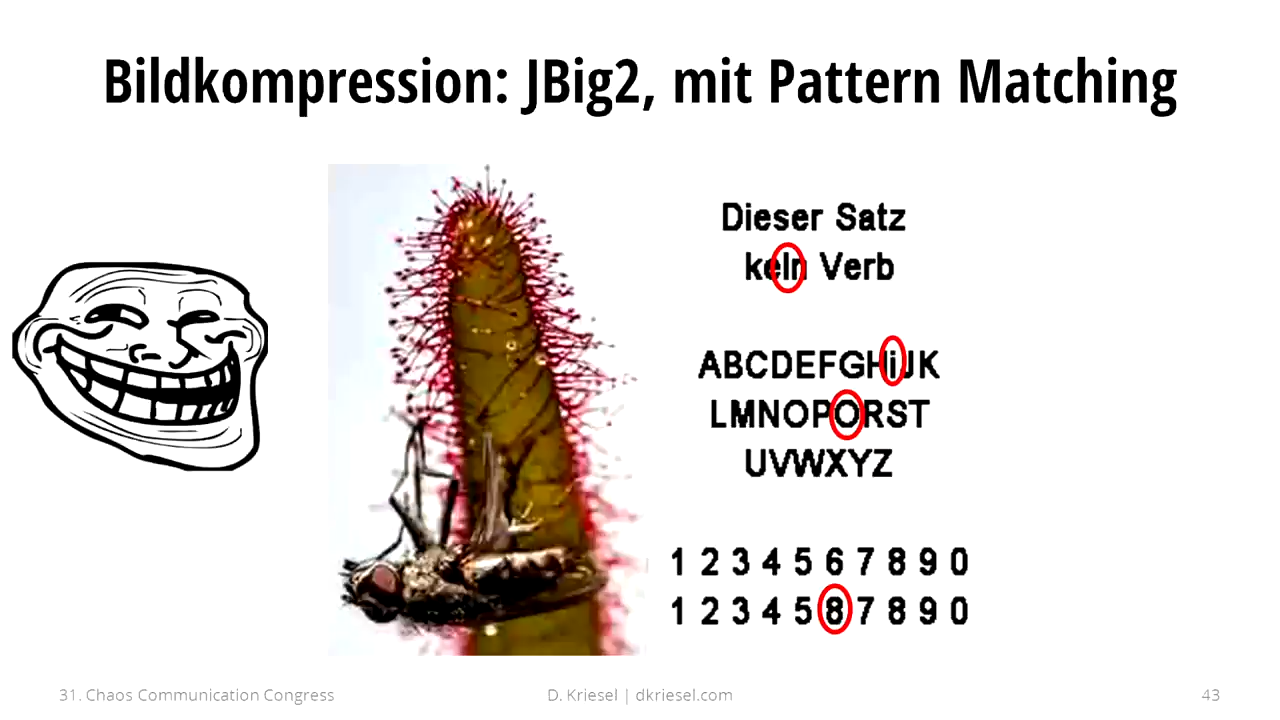 Bildkompression: JBig2, mit Pattern Matching
Dieser Satz
keln Verb
ABCDEFGHiJK
LMNOPORST
UVWXYZ
1 2 3 4 5 6 7 8 9 0
1 2 3 4 5 8 7 8 9 0
31. Chaos Communication Congress
D. Kriesel | dkriesel.com
43